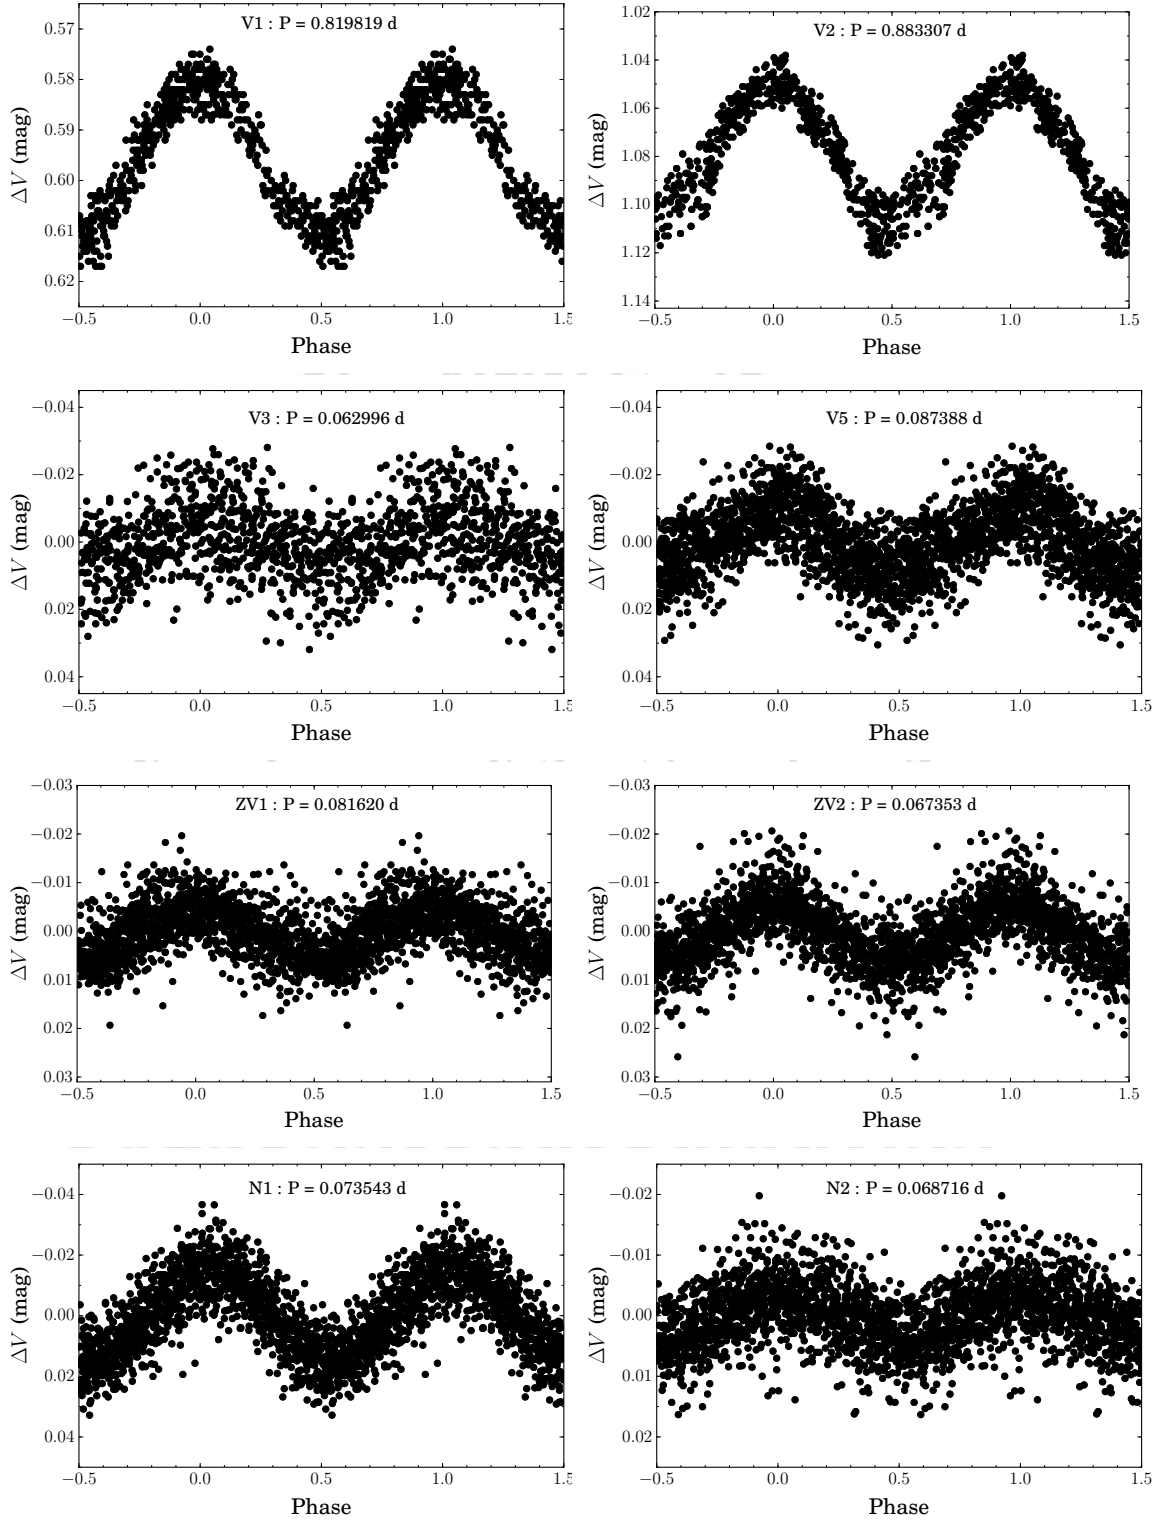 V1 : P = 0.819819 d
0.57
0.58
0.59
0.60
0.61
0.62
ΔV (mag)
−0.5 0.0 0.5 1.0 1.5
Phase
V2 : P = 0.883307 d
1.02
1.04
1.06
1.08
1.10
1.12
1.14
ΔV (mag)
−0.5 0.0 0.5 1.0 1.5
Phase
V3 : P = 0.062996 d
−0.04
−0.02
0.00
0.02
0.04
ΔV (mag)
−0.5 0.0 0.5 1.0 1.5
Phase
V5 : P = 0.087388 d
−0.04
−0.02
0.00
0.02
0.04
ΔV (mag)
−0.5 0.0 0.5 1.0 1.5
Phase
ZV1 : P = 0.081620 d
−0.03
−0.02
−0.01
0.00
0.01
0.02
0.03
ΔV (mag)
−0.5 0.0 0.5 1.0 1.5
Phase
ZV2 : P = 0.067353 d
−0.03
−0.02
−0.01
0.00
0.01
0.02
0.03
ΔV (mag)
−0.5 0.0 0.5 1.0 1.5
Phase
N1 : P = 0.073543 d
−0.04
−0.02
0.00
0.02
0.04
ΔV (mag)
−0.5 0.0 0.5 1.0 1.5
Phase
N2 : P = 0.068716 d
−0.02
−0.01
0.00
0.01
0.02
ΔV (mag)
−0.5 0.0 0.5 1.0 1.5
Phase